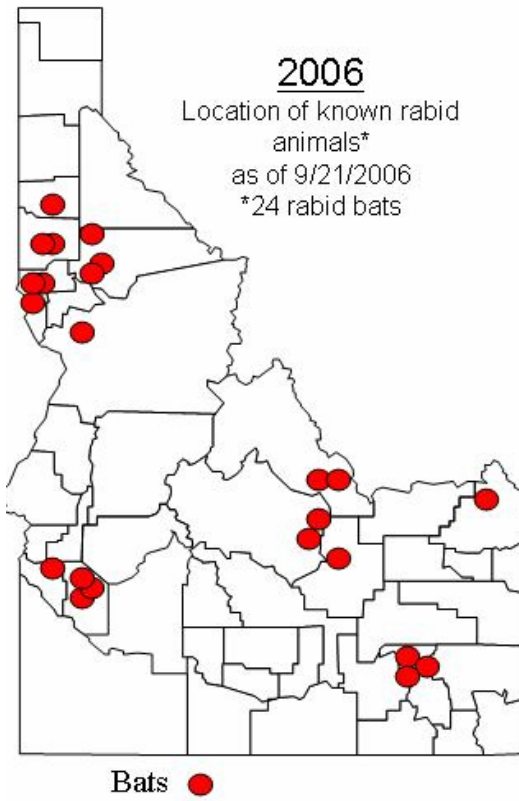 2006
Location of known rabid
animals*
as of 9/21/2006
*24 rabid bats
Bats